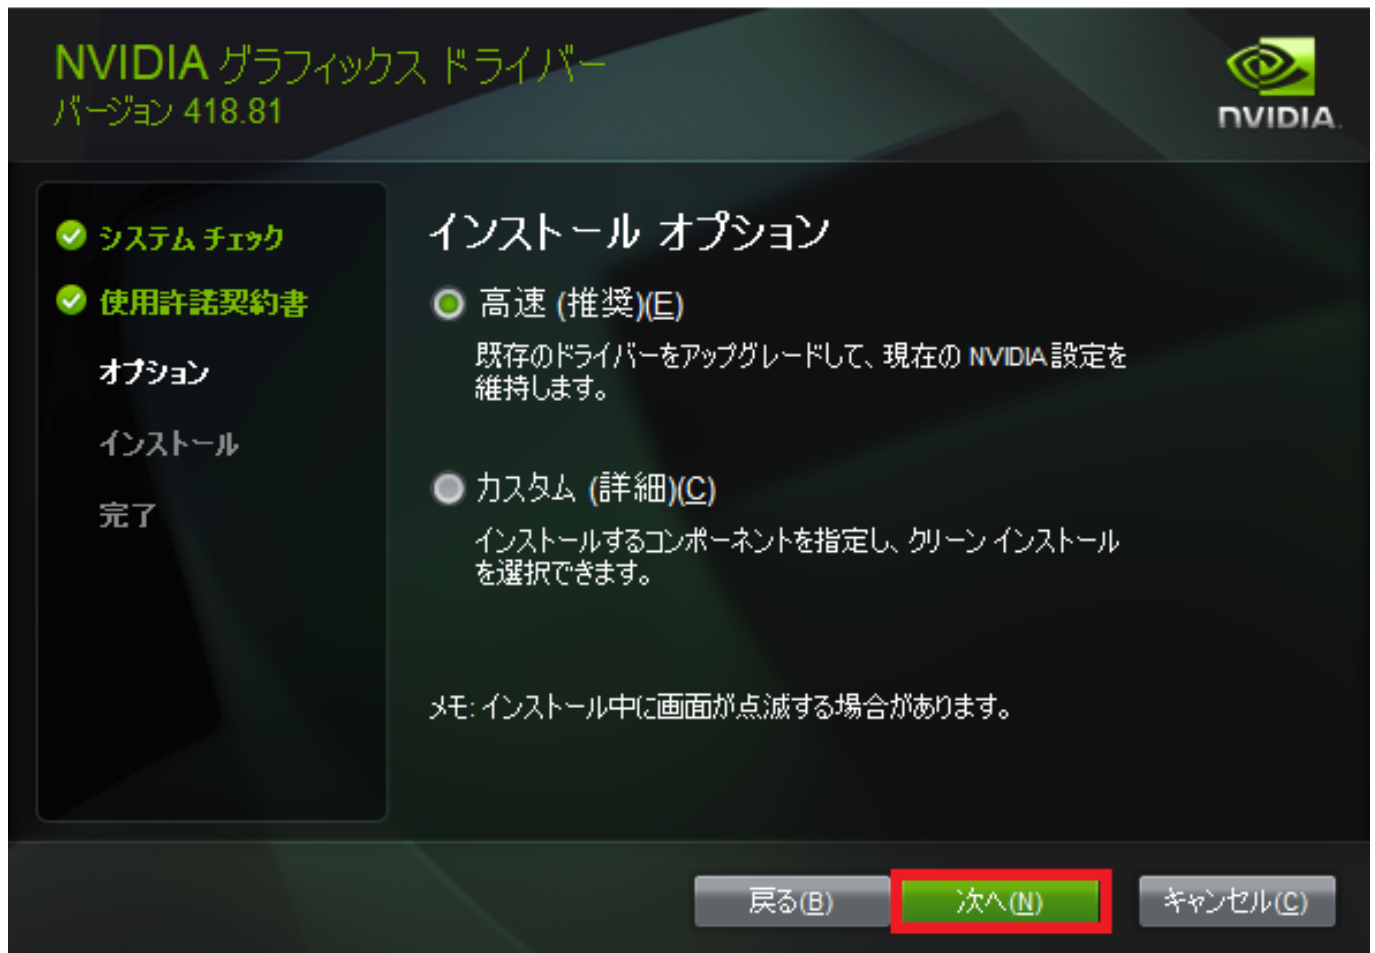 NVIDIA グラフィックス ドライバー
バージョン 418.81
NVIDIA.
システム チェック
使用許諾契約書
オプション
インストール
完了
インストール オプション
高速 (推奨)(E)
既存のドライバーをアップグレードして、現在の NVIDIA 設定を
維持します。
カスタム (詳細)(C)
インストールするコンポーネントを指定し、クリーン インストール
を選択できます。
メモ: インストール中に画面が点滅する場合があります。
戻る(B)
次へ(N)
キャンセル(C)